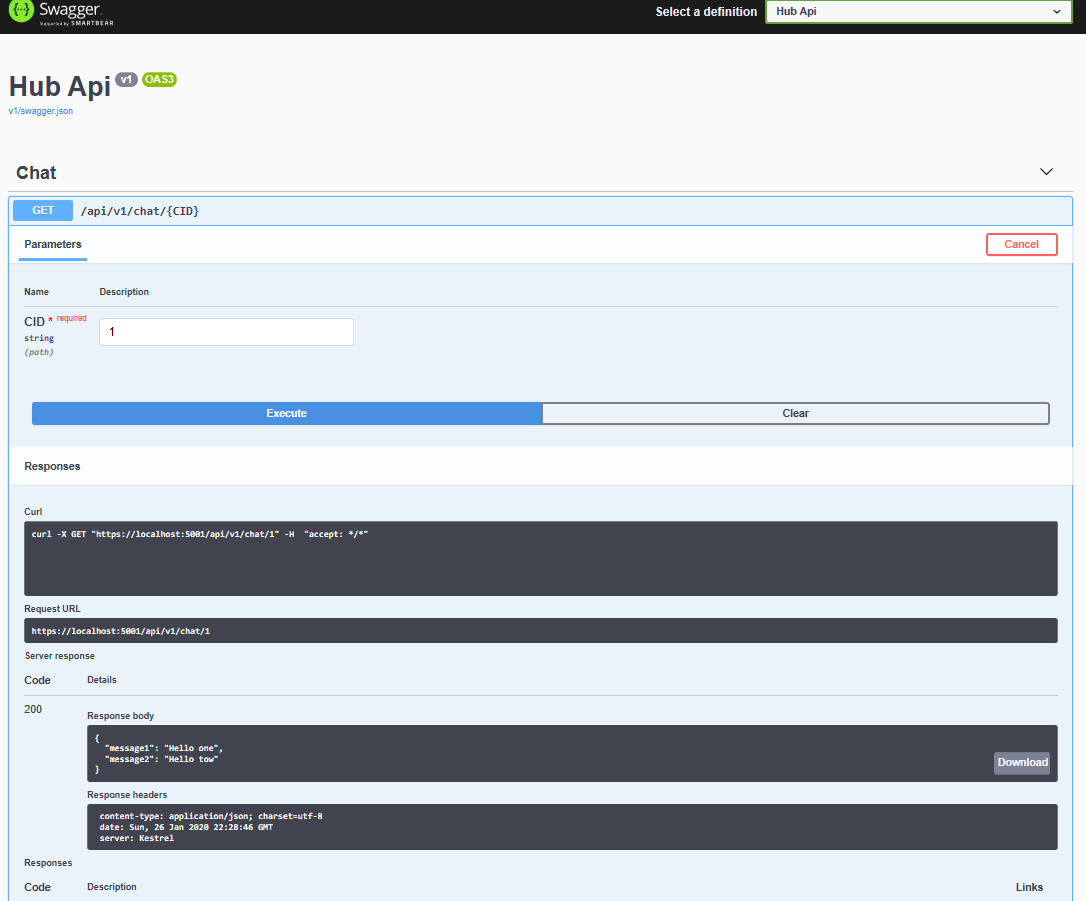 {···} Swagger.
Supported by SMARTBEAR
Select a definition
Hub Api
Hub Api v1 OAS3
v1/swagger.json
Chat
GET /api/v1/chat/{CID}
Parameters
Cancel
Name Description
CID * required
string
(path)
1
Execute
Clear
Responses
Curl
curl -X GET "https://localhost:5001/api/v1/chat/1" -H  "accept: */*"
Request URL
https://localhost:5001/api/v1/chat/1
Server response
Code Details
200
Response body
{
  "message1": "Hello one",
  "message2": "Hello tow"
}
Download
Response headers
content-type: application/json; charset=utf-8
date: Sun, 26 Jan 2020 22:28:46 GMT
server: Kestrel
Responses
Code Description Links